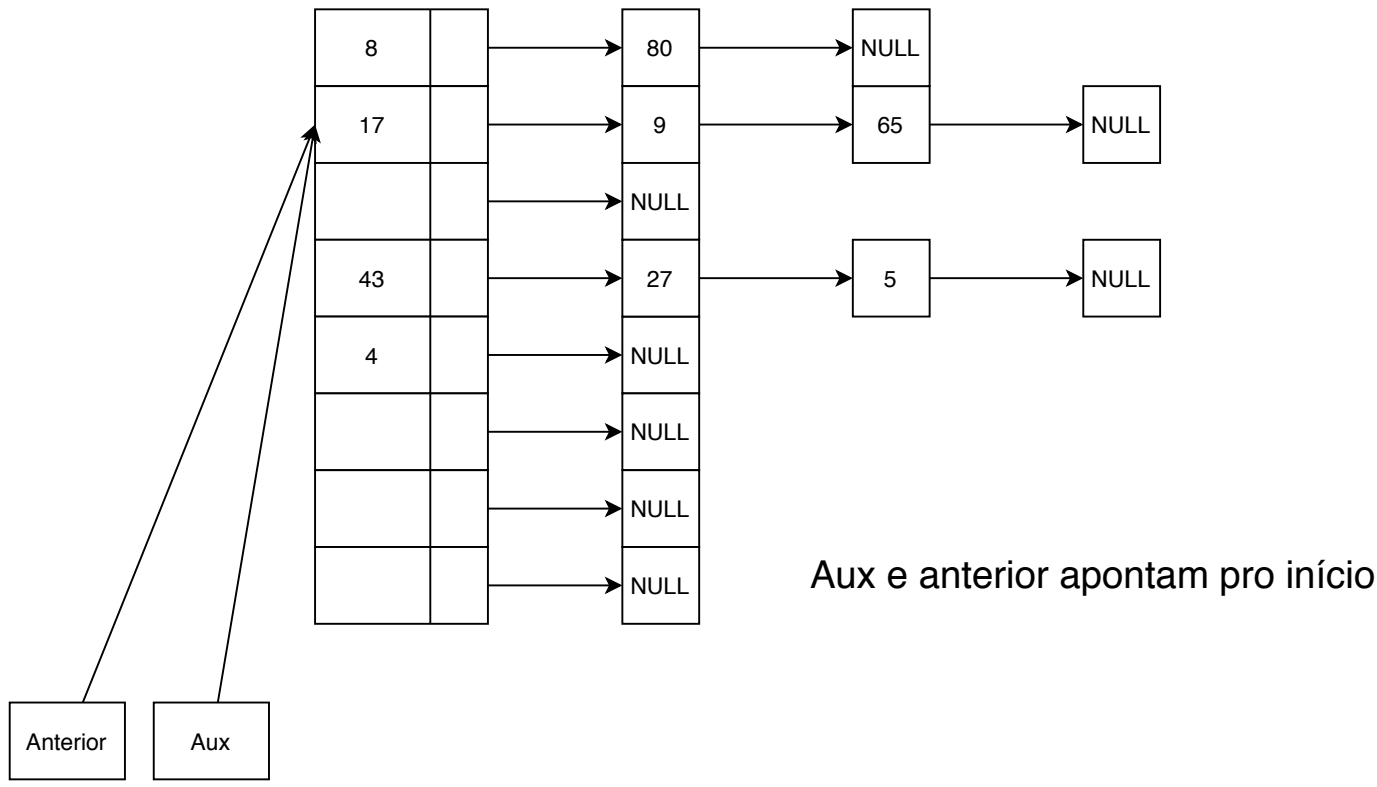 8 80 NULL
17 9 65 NULL
NULL
43 27 5 NULL
4 NULL
NULL
NULL
NULL
Aux e anterior apontam pro início
Anterior Aux